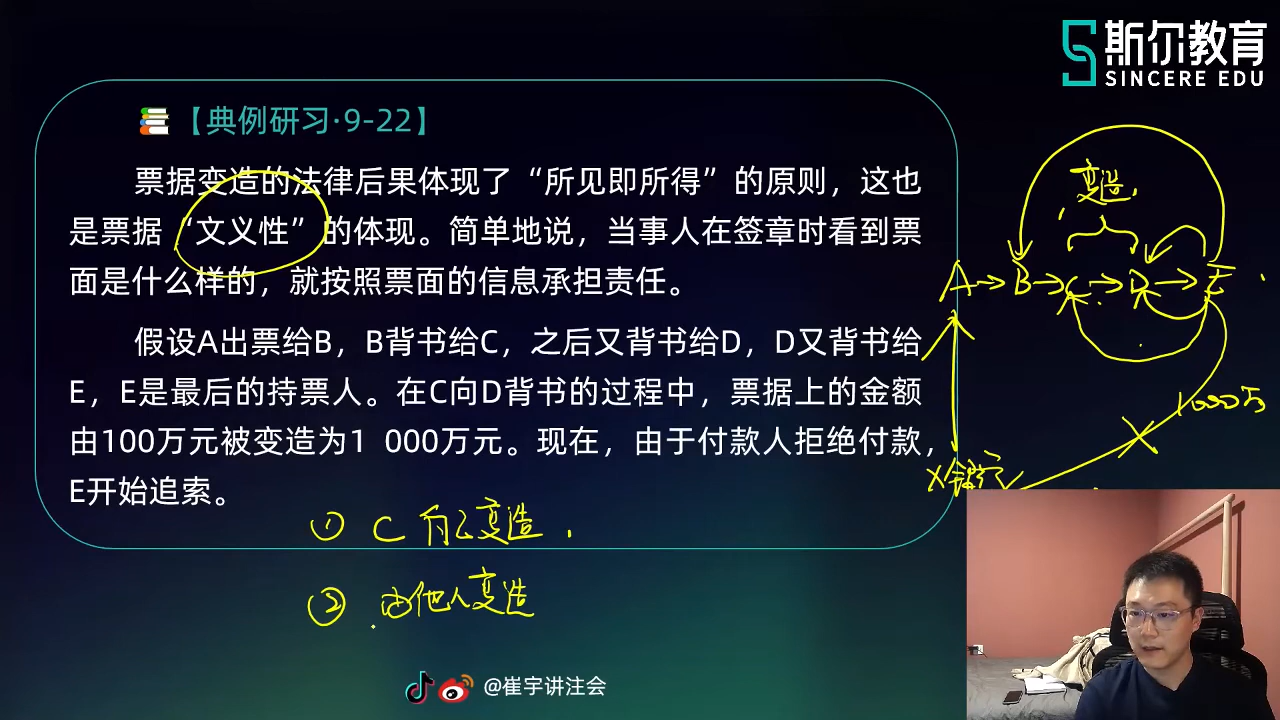 斯尔教育
SINCERE EDU
【典例研习·9-22】
票据变造的法律后果体现了“所见即所得”的原则，这也
是票据“文义性”的体现。简单地说，当事人在签章时看到票
面是什么样的，就按照票面的信息承担责任。
假设A出票给B，B背书给C，之后又背书给D，D又背书给
E，E是最后的持票人。在C向D背书的过程中，票据上的金额
由100万元被变造为1 000万元。现在，由于付款人拒绝付款，
E开始追索。
变造
A→B→C→D→E
1000万
X银行
① C 自己变造
② 由他人变造
@崔宇讲注会